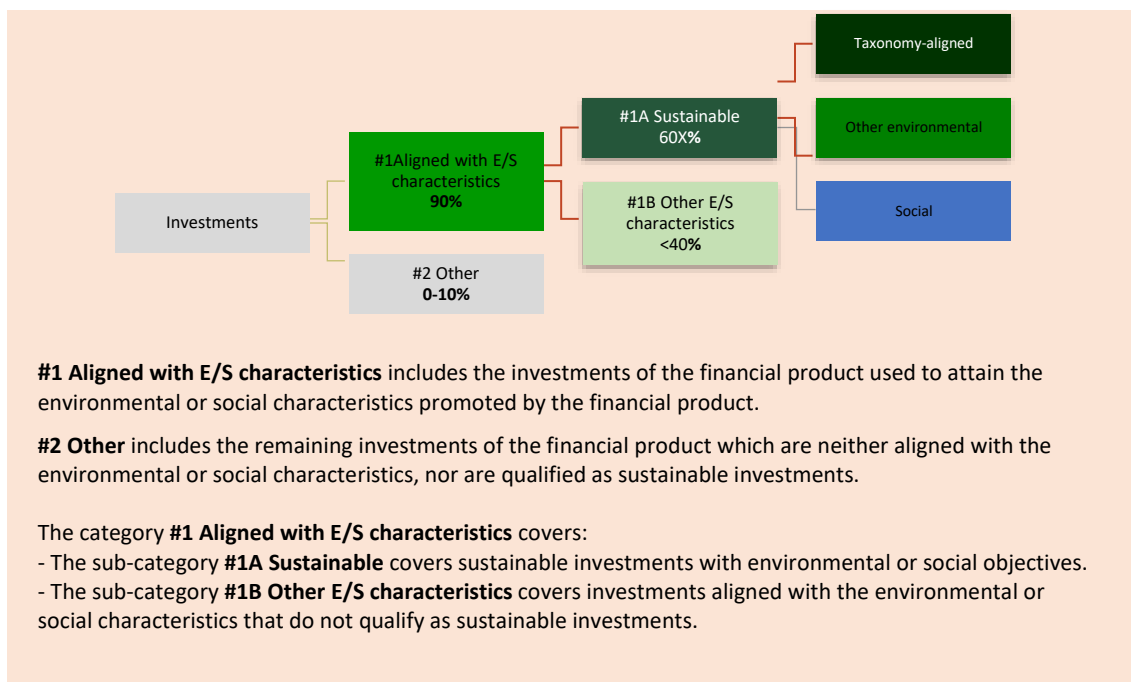 Taxonomy-aligned
#1A Sustainable
60X%
Other environmental
#1Aligned with E/S
characteristics
90%
#1B Other E/S
characteristics
<40%
Social
Investments
#2 Other
0-10%
#1 Aligned with E/S characteristics includes the investments of the financial product used to attain the
environmental or social characteristics promoted by the financial product.
#2 Other includes the remaining investments of the financial product which are neither aligned with the
environmental or social characteristics, nor are qualified as sustainable investments.
The category #1 Aligned with E/S characteristics covers:
- The sub-category #1A Sustainable covers sustainable investments with environmental or social objectives.
- The sub-category #1B Other E/S characteristics covers investments aligned with the environmental or
social characteristics that do not qualify as sustainable investments.